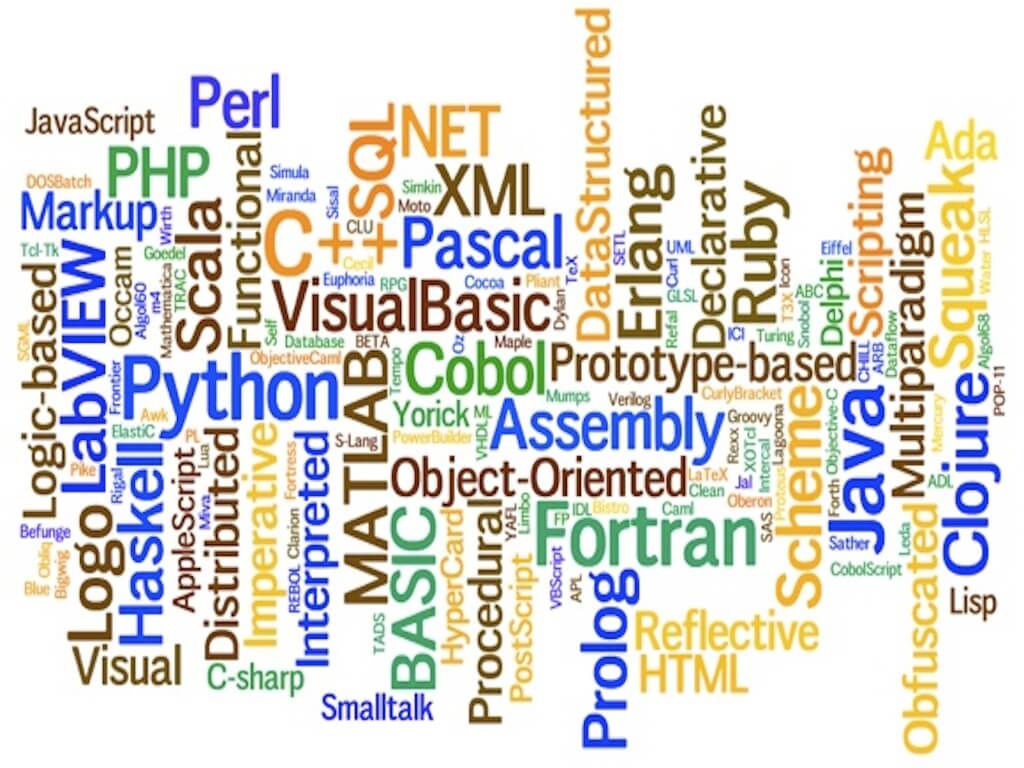 Perl
JavaScript
PHP
DOSBatch
Markup
Wirth
Tcl-Tk
Goedel
Scala
Functional
Simula
Miranda
Sisal
C++
SQL
CLU
Cecil
.NET
Simkin
Moto
XML
Pascal
Euphoria
RPG
Cocoa
Pliant
TeX
DataStructured
SETL
Erlang
UML
Curl
GLSL
Declarative
Ruby
Icon
T3X
ABC
Eiffel
Delphi
Scripting
Multiparadigm
Ada
Squeak
HLSL
Water
SGML
Logic-based
LabVIEW
Occam
Algol60
m4
Mathematica
TRAC
Self
VisualBasic
Dylan
Database
BETA
Oz
Maple
Refal
ICI
Turing
Snobol
CHILL
ARB
Dataflow
Algol68
POP-11
ObjectiveCaml
Frontier
Python
MATLAB
Tempo
Cobol
Prototype-based
Mumps
Verilog
CurlyBracket
Awk
ElastiC
PL
Lua
Yorick
ML
VHDL
PowerBuilder
S-Lang
Assembly
Groovy
Rexx
XOTcl
Lagoona
Intercal
Scheme
Objective-C
Forth
Java
Mercury
Clojure
ADL
Pike
Rigal
Haskell
AppleScript
Miva
Distributed
Imperative
Fortress
Clarion
REBOL
Interpreted
Object-Oriented
LaTeX
Clean
Jal
Oberon
Proteus
SAS
Befunge
Blue
Obliq
Bigwig
Logo
BASIC
HyperCard
Procedural
YAFL
Limbo
Fortran
FP
IDL
Bistro
Caml
Sather
CobolScript
Leda
Obfuscated
Lisp
Visual
C-sharp
TADS
PostScript
VBScript
APL
Prolog
Reflective
HTML
Smalltalk